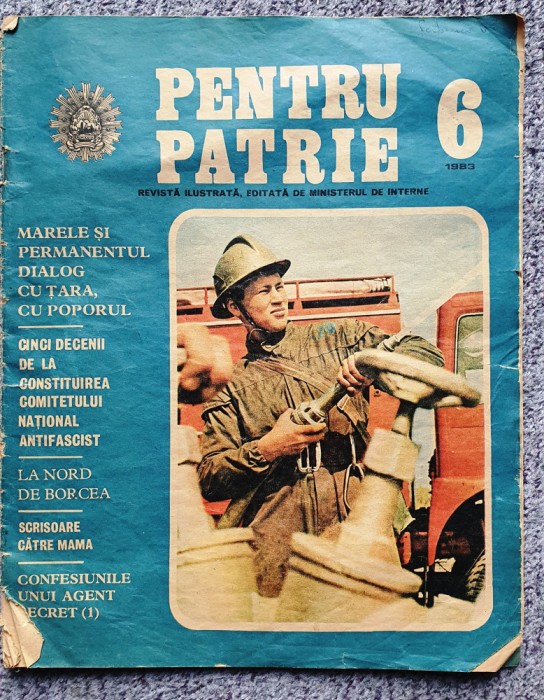 PENTRU
PATRIE
6
1983
REVISTĂ ILUSTRATĂ, EDITATĂ DE MINISTERUL DE INTERNE
MARELE ȘI
PERMANENTUL
DIALOG
CU ȚARA,
CU POPORUL
CINCI DECENII
DE LA
CONSTITUIREA
COMITETULUI
NAȚIONAL
ANTIFASCIST
LA NORD
DE BORCEA
SCRISOARE
CĂTRE MAMA
CONFESIUNILE
UNUI AGENT
ECRET (1)